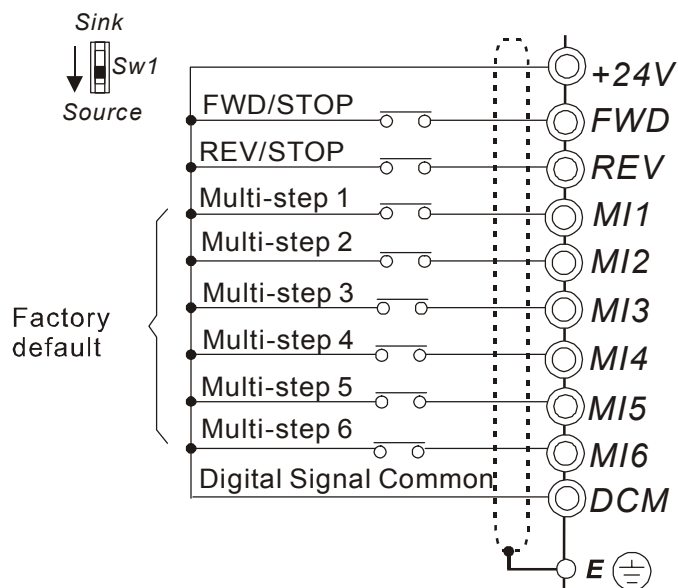 Sink
Sw1
Source
+24V
FWD/STOP FWD
REV/STOP REV
Multi-step 1 MI1
Multi-step 2 MI2
Multi-step 3 MI3
Factory default
Multi-step 4 MI4
Multi-step 5 MI5
Multi-step 6 MI6
Digital Signal Common DCM
E